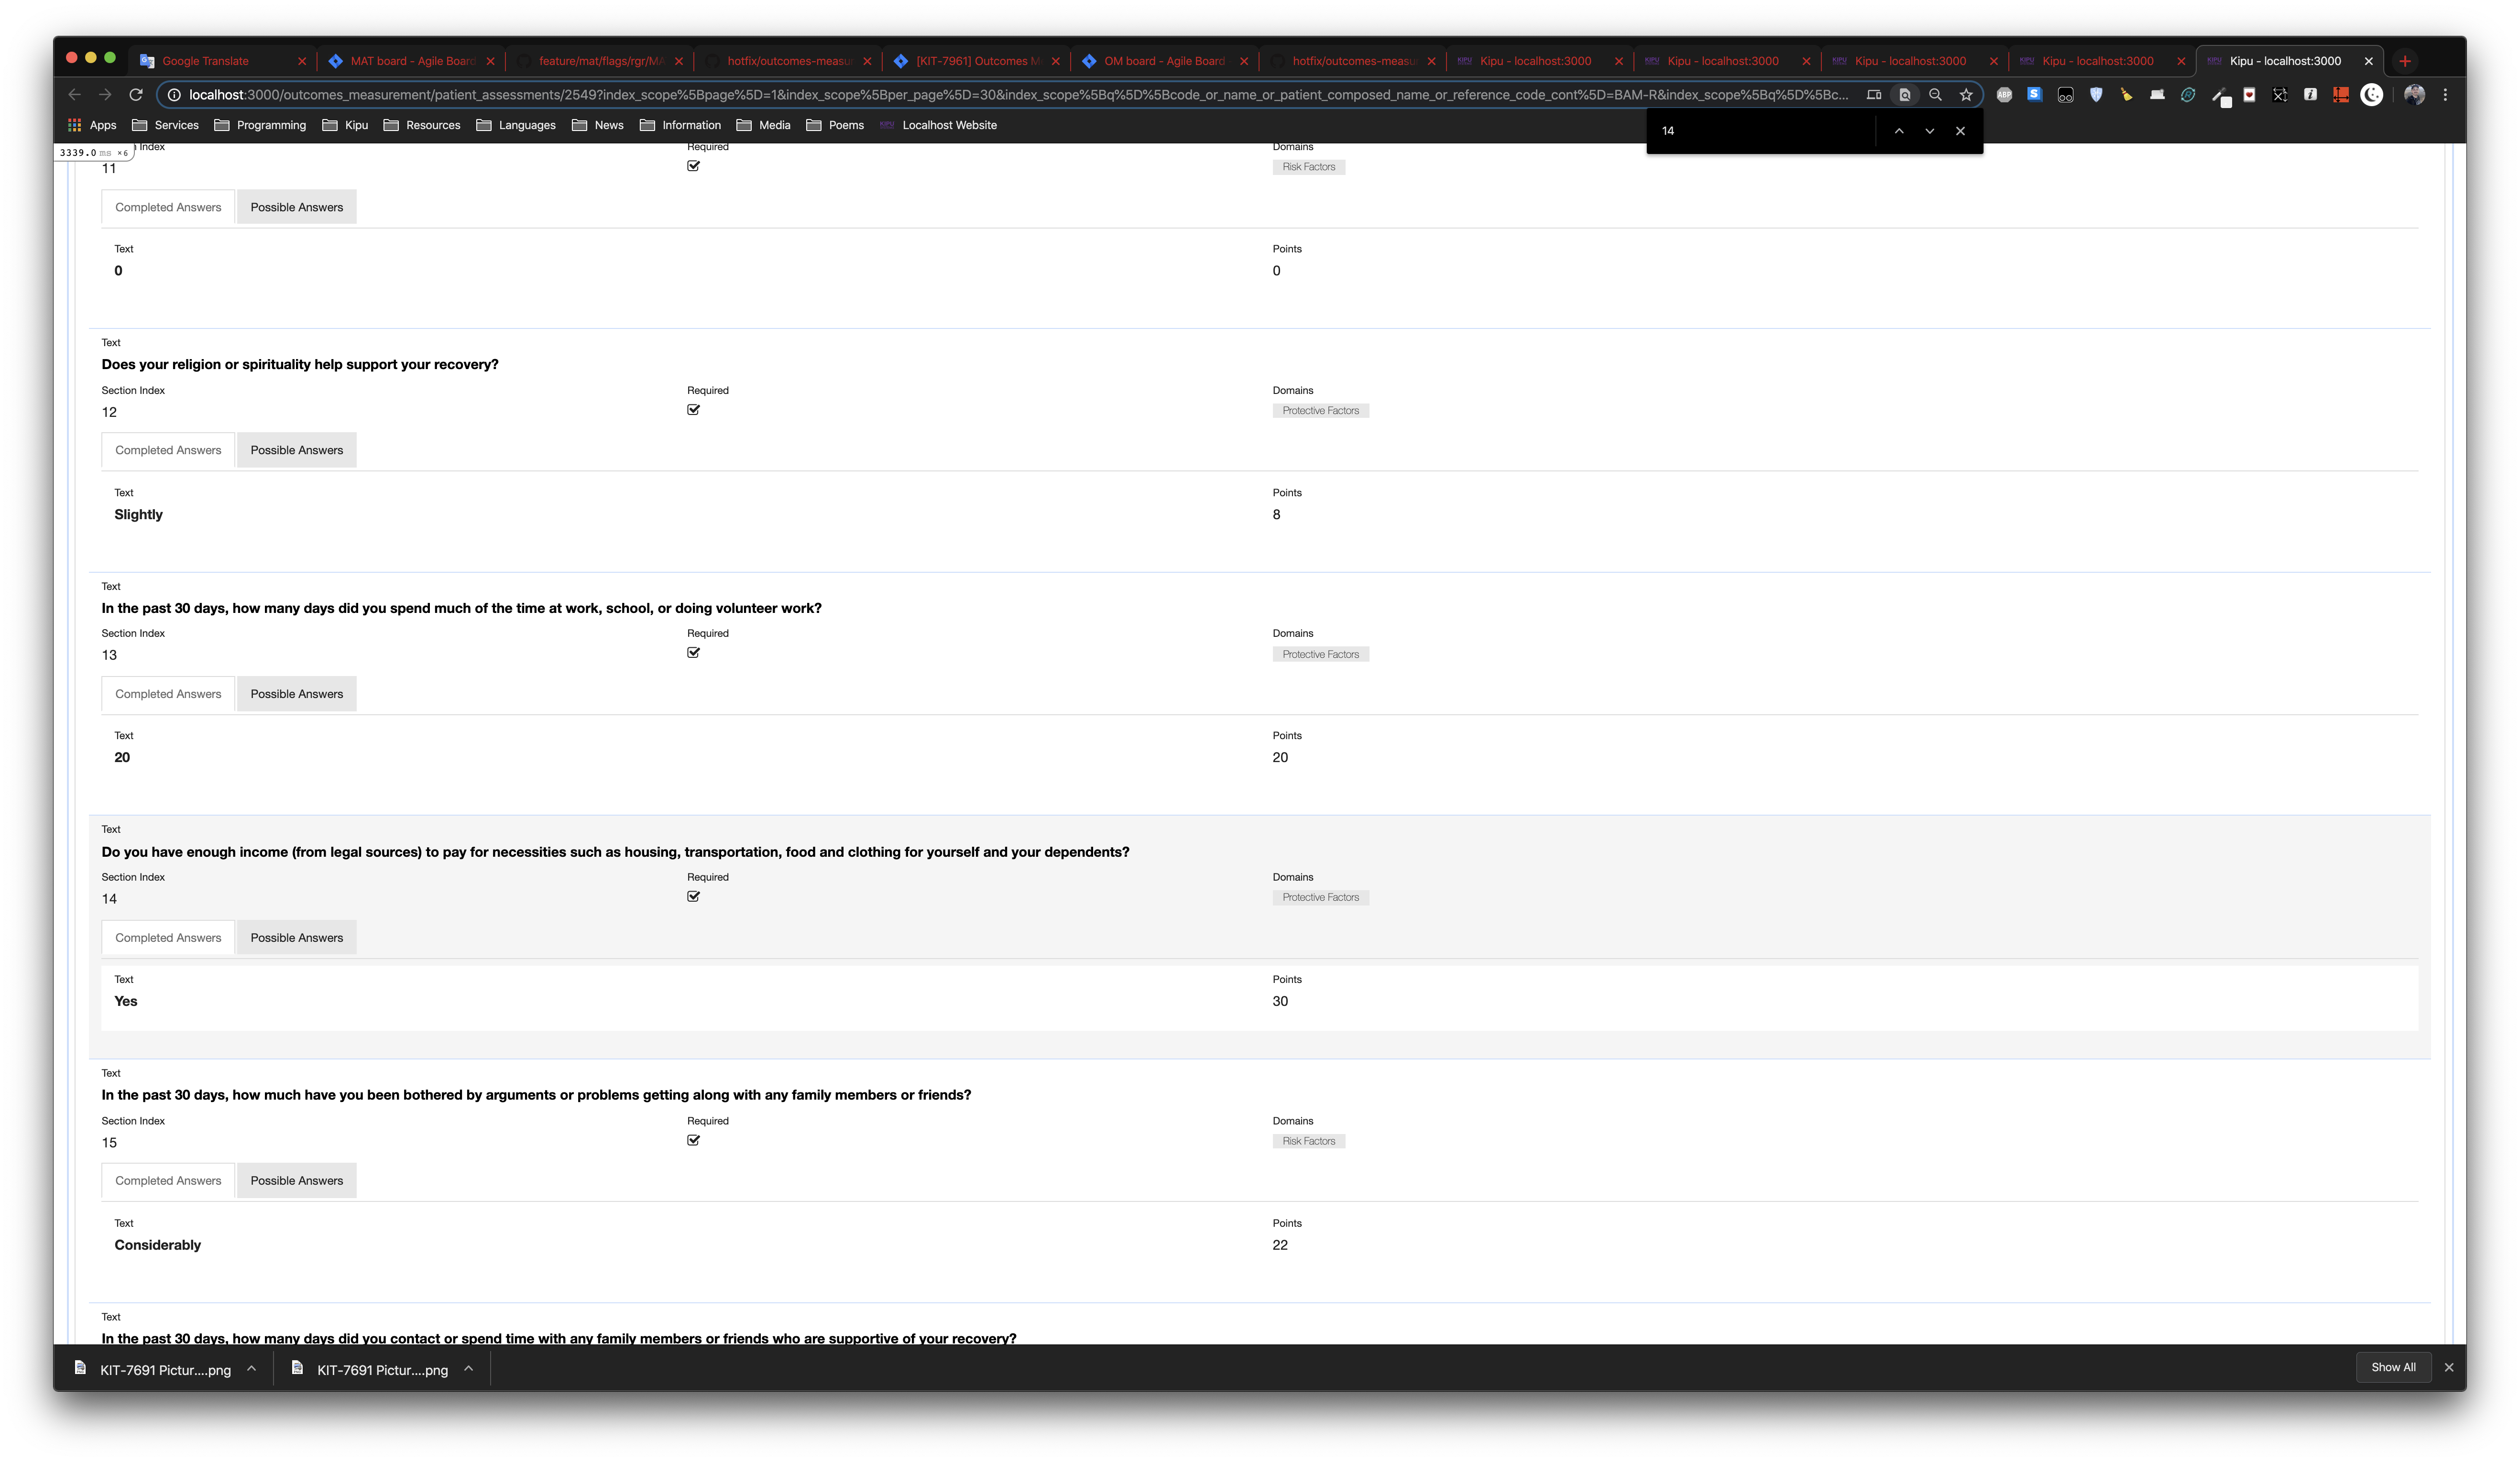 Google Translate
MAT board - Agile Board
feature/mat/flags/rgr/MA
hotfix/outcomes-measur
[KIT-7961] Outcomes M
OM board - Agile Board
hotfix/outcomes-measu
Kipu - localhost:3000
Kipu - localhost:3000
Kipu - localhost:3000
Kipu - localhost:3000
Kipu - localhost:3000
localhost:3000/outcomes_measurement/patient_assessments/2549?index_scope%5Bpage%5D=1&index_scope%5Bper_page%5D=30&index_scope%5Bq%5D%5Bcode_or_name_or_patient_composed_name_or_reference_code_cont%5D=BAM-R&index_scope%5Bq%5D%5Bc...
Apps Services Programming Kipu Resources Languages News Information Media Poems Localhost Website
14
3339.0 ms ×6
Index Required Domains
11 Risk Factors
Completed Answers Possible Answers
Text Points
0 0
Text
Does your religion or spirituality help support your recovery?
Section Index Required Domains
12 Protective Factors
Completed Answers Possible Answers
Text Points
Slightly 8
Text
In the past 30 days, how many days did you spend much of the time at work, school, or doing volunteer work?
Section Index Required Domains
13 Protective Factors
Completed Answers Possible Answers
Text Points
20 20
Text
Do you have enough income (from legal sources) to pay for necessities such as housing, transportation, food and clothing for yourself and your dependents?
Section Index Required Domains
14 Protective Factors
Completed Answers Possible Answers
Text Points
Yes 30
Text
In the past 30 days, how much have you been bothered by arguments or problems getting along with any family members or friends?
Section Index Required Domains
15 Risk Factors
Completed Answers Possible Answers
Text Points
Considerably 22
Text
In the past 30 days, how many days did you contact or spend time with any family members or friends who are supportive of your recovery?
KIT-7691 Pictur....png KIT-7691 Pictur....png Show All